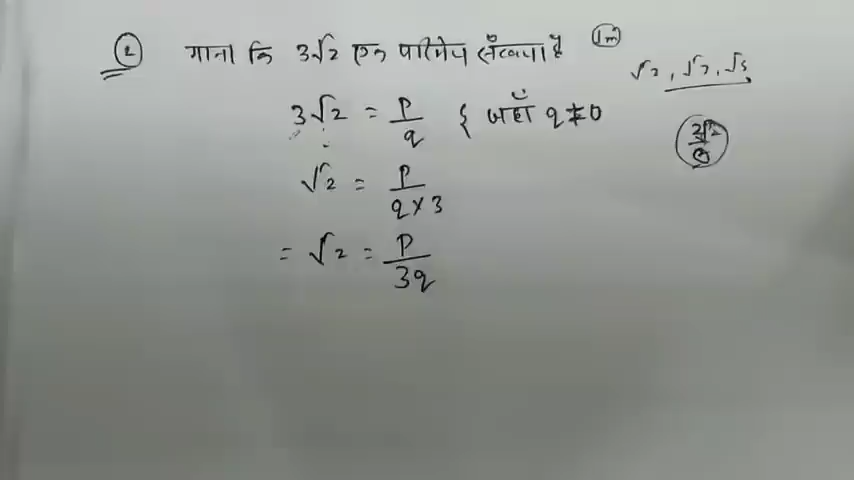 2 माना कि 3√2 एक परिमेय संख्या है 1m
√2, √7, √5
3√2 = p/q { जहाँ q ≠ 0
√2 = p/q×3
= √2 = p/3q